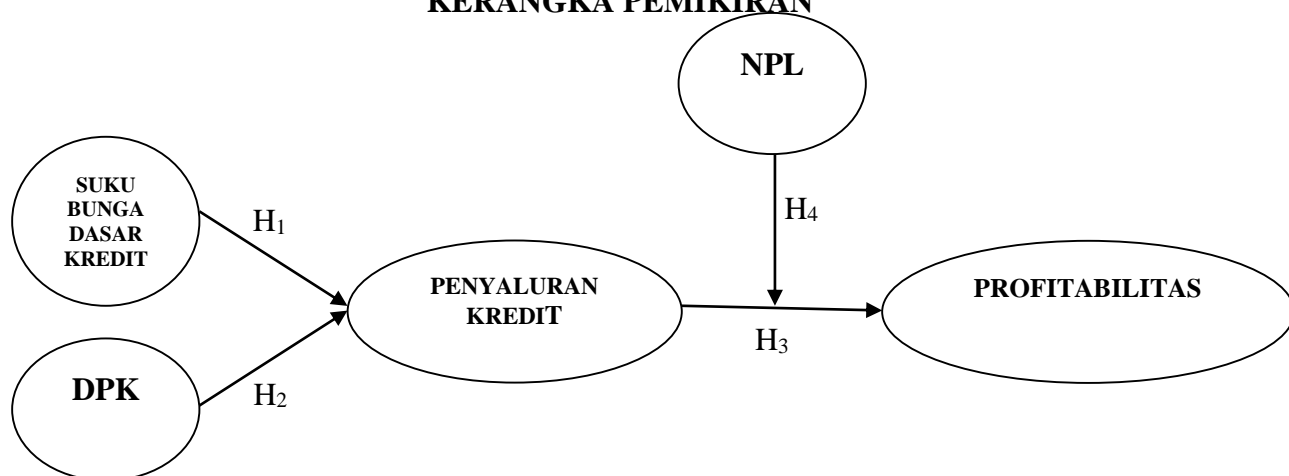 KERANGKA PEMIKIRAN
NPL
SUKU
BUNGA
DASAR
KREDIT
H1
H4
PENYALURAN
KREDIT
PROFITABILITAS
H3
DPK
H2